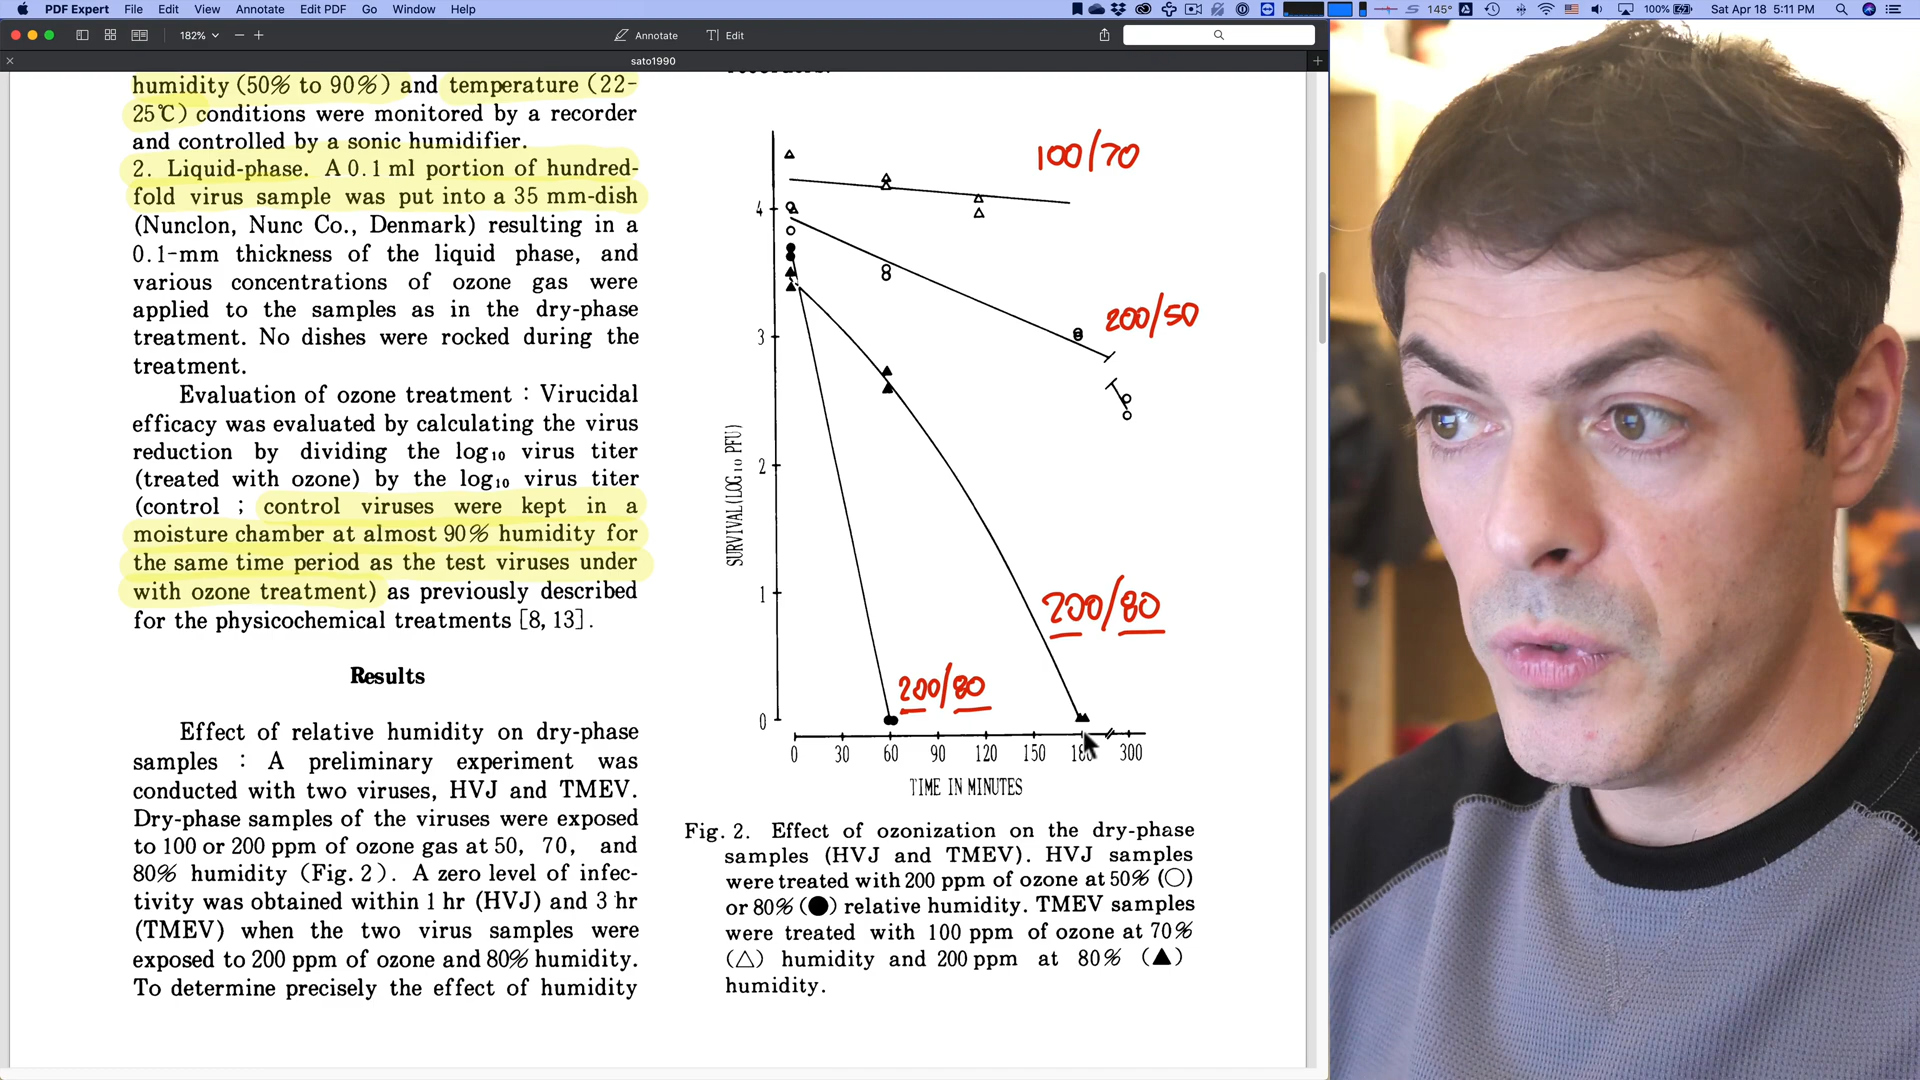 PDF Expert File Edit View Annotate Edit PDF Go Window Help
145° 100% Sat Apr 18 5:11 PM
182% Annotate Edit
sato1990
humidity (50% to 90%) and temperature (22-
25℃) conditions were monitored by a recorder
and controlled by a sonic humidifier.
2. Liquid-phase. A 0.1 ml portion of hundred-
fold virus sample was put into a 35 mm-dish
(Nunclon, Nunc Co., Denmark) resulting in a
0.1-mm thickness of the liquid phase, and
various concentrations of ozone gas were
applied to the samples as in the dry-phase
treatment. No dishes were rocked during the
treatment.
Evaluation of ozone treatment : Virucidal
efficacy was evaluated by calculating the virus
reduction by dividing the log₁₀ virus titer
(treated with ozone) by the log₁₀ virus titer
(control ; control viruses were kept in a
moisture chamber at almost 90% humidity for
the same time period as the test viruses under
with ozone treatment) as previously described
for the physicochemical treatments [8, 13].
Results
Effect of relative humidity on dry-phase
samples : A preliminary experiment was
conducted with two viruses, HVJ and TMEV.
Dry-phase samples of the viruses were exposed
to 100 or 200 ppm of ozone gas at 50, 70, and
80% humidity (Fig. 2). A zero level of infec-
tivity was obtained within 1 hr (HVJ) and 3 hr
(TMEV) when the two virus samples were
exposed to 200 ppm of ozone and 80% humidity.
To determine precisely the effect of humidity
100/70
200/50
200/80
200/80
SURVIVAL (LOG₁₀ PFU)
4
3
2
1
0
0 30 60 90 120 150 180 300
TIME IN MINUTES
Fig. 2. Effect of ozonization on the dry-phase
samples (HVJ and TMEV). HVJ samples
were treated with 200 ppm of ozone at 50% (○)
or 80% (●) relative humidity. TMEV samples
were treated with 100 ppm of ozone at 70%
(△) humidity and 200 ppm at 80% (▲)
humidity.